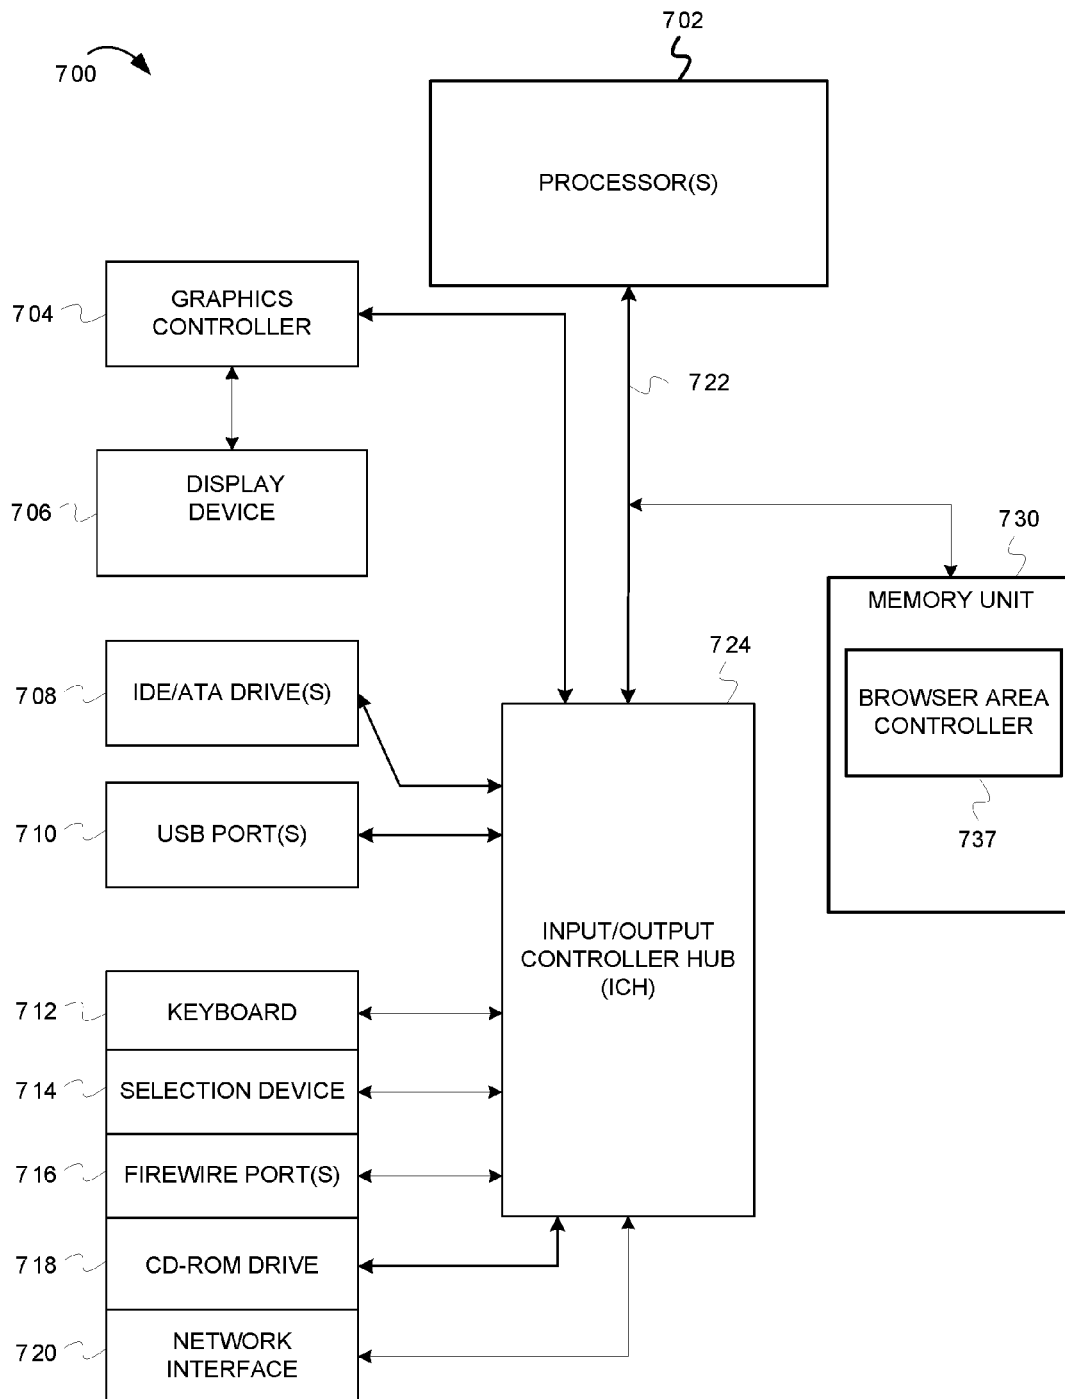 702
700
PROCESSOR(S)
704
GRAPHICS
CONTROLLER
722
706
DISPLAY
DEVICE
730
MEMORY UNIT
724
708
IDE/ATA DRIVE(S)
BROWSER AREA
CONTROLLER
710
USB PORT(S)
737
INPUT/OUTPUT
CONTROLLER HUB
(ICH)
712
KEYBOARD
714
SELECTION DEVICE
716
FIREWIRE PORT(S)
718
CD-ROM DRIVE
720
NETWORK
INTERFACE